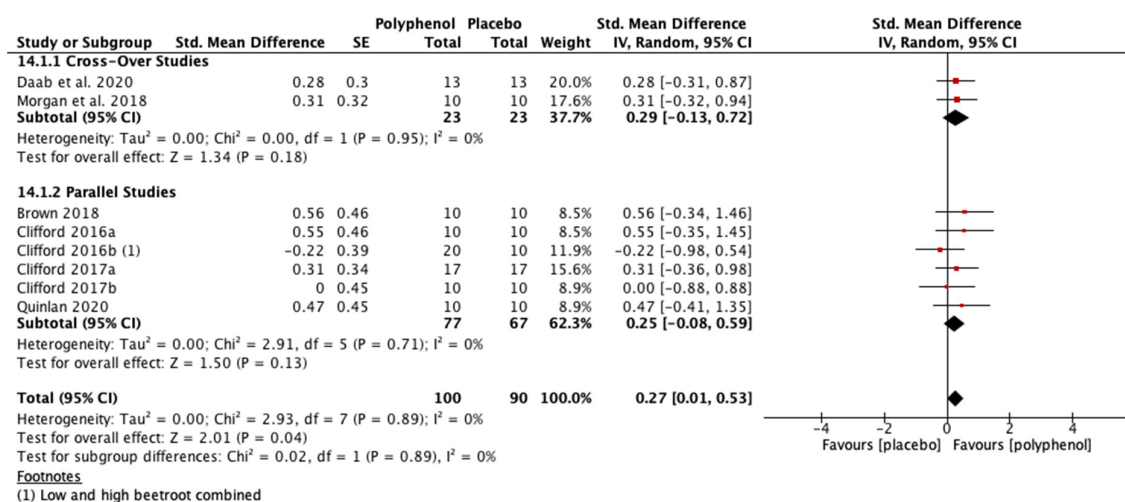 Polyphenol Placebo Std. Mean Difference Std. Mean Difference
Study or Subgroup Std. Mean Difference SE Total Total Weight IV, Random, 95% CI IV, Random, 95% CI
14.1.1 Cross-Over Studies
Daab et al. 2020 0.28 0.3 13 13 20.0% 0.28 [-0.31, 0.87]
Morgan et al. 2018 0.31 0.32 10 10 17.6% 0.31 [-0.32, 0.94]
Subtotal (95% CI) 23 23 37.7% 0.29 [-0.13, 0.72]
Heterogeneity: Tau² = 0.00; Chi² = 0.00, df = 1 (P = 0.95); I² = 0%
Test for overall effect: Z = 1.34 (P = 0.18)
14.1.2 Parallel Studies
Brown 2018 0.56 0.46 10 10 8.5% 0.56 [-0.34, 1.46]
Clifford 2016a 0.55 0.46 10 10 8.5% 0.55 [-0.35, 1.45]
Clifford 2016b (1) -0.22 0.39 20 10 11.9% -0.22 [-0.98, 0.54]
Clifford 2017a 0.31 0.34 17 17 15.6% 0.31 [-0.36, 0.98]
Clifford 2017b 0 0.45 10 10 8.9% 0.00 [-0.88, 0.88]
Quinlan 2020 0.47 0.45 10 10 8.9% 0.47 [-0.41, 1.35]
Subtotal (95% CI) 77 67 62.3% 0.25 [-0.08, 0.59]
Heterogeneity: Tau² = 0.00; Chi² = 2.91, df = 5 (P = 0.71); I² = 0%
Test for overall effect: Z = 1.50 (P = 0.13)
Total (95% CI) 100 90 100.0% 0.27 [0.01, 0.53]
Heterogeneity: Tau² = 0.00; Chi² = 2.93, df = 7 (P = 0.89); I² = 0%
Test for overall effect: Z = 2.01 (P = 0.04)
Test for subgroup differences: Chi² = 0.02, df = 1 (P = 0.89), I² = 0%
-4 -2 0 2 4
Favours [placebo] Favours [polyphenol]
Footnotes
(1) Low and high beetroot combined